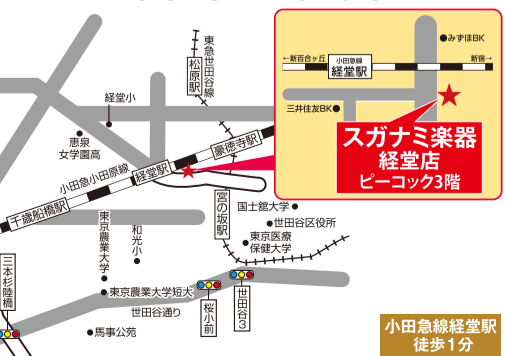 東急世田谷線
松原駅
経堂小
恵泉
女学園高
小田急小田原線
経堂駅
豪徳寺駅
千歳船橋駅
←新百合ヶ丘
小田急線
経堂駅
新宿→
みずほBK
三井住友BK
スガナミ楽器
経堂店
ピーコック3階
宮の坂駅
国士舘大学
世田谷区役所
東京医療
保健大学
東京農業大学
和光小
三本杉陸橋
東京農業大学短大
世田谷通り
桜小前
世田谷3
馬事公苑
小田急線経堂駅
徒歩1分